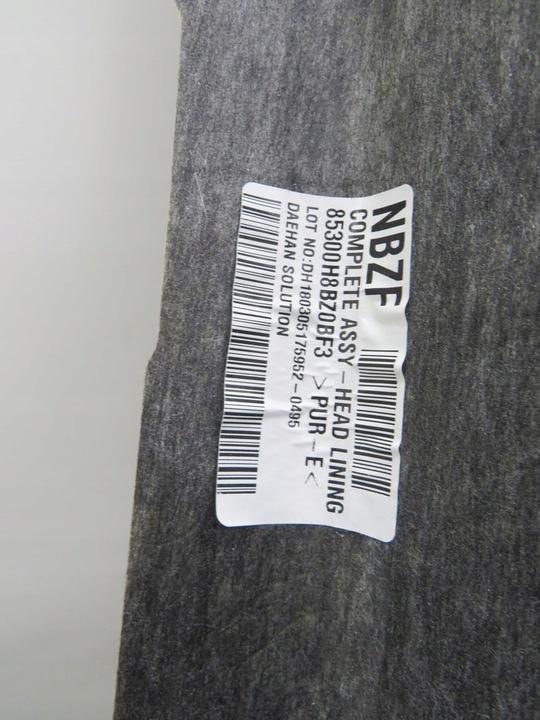 NBZF
COMPLETE ASSY-HEAD LINING
85300H8BZ0BF3 >PUR-E<
LOT NO:DH180305175952-0495
DAEHAN SOLUTION